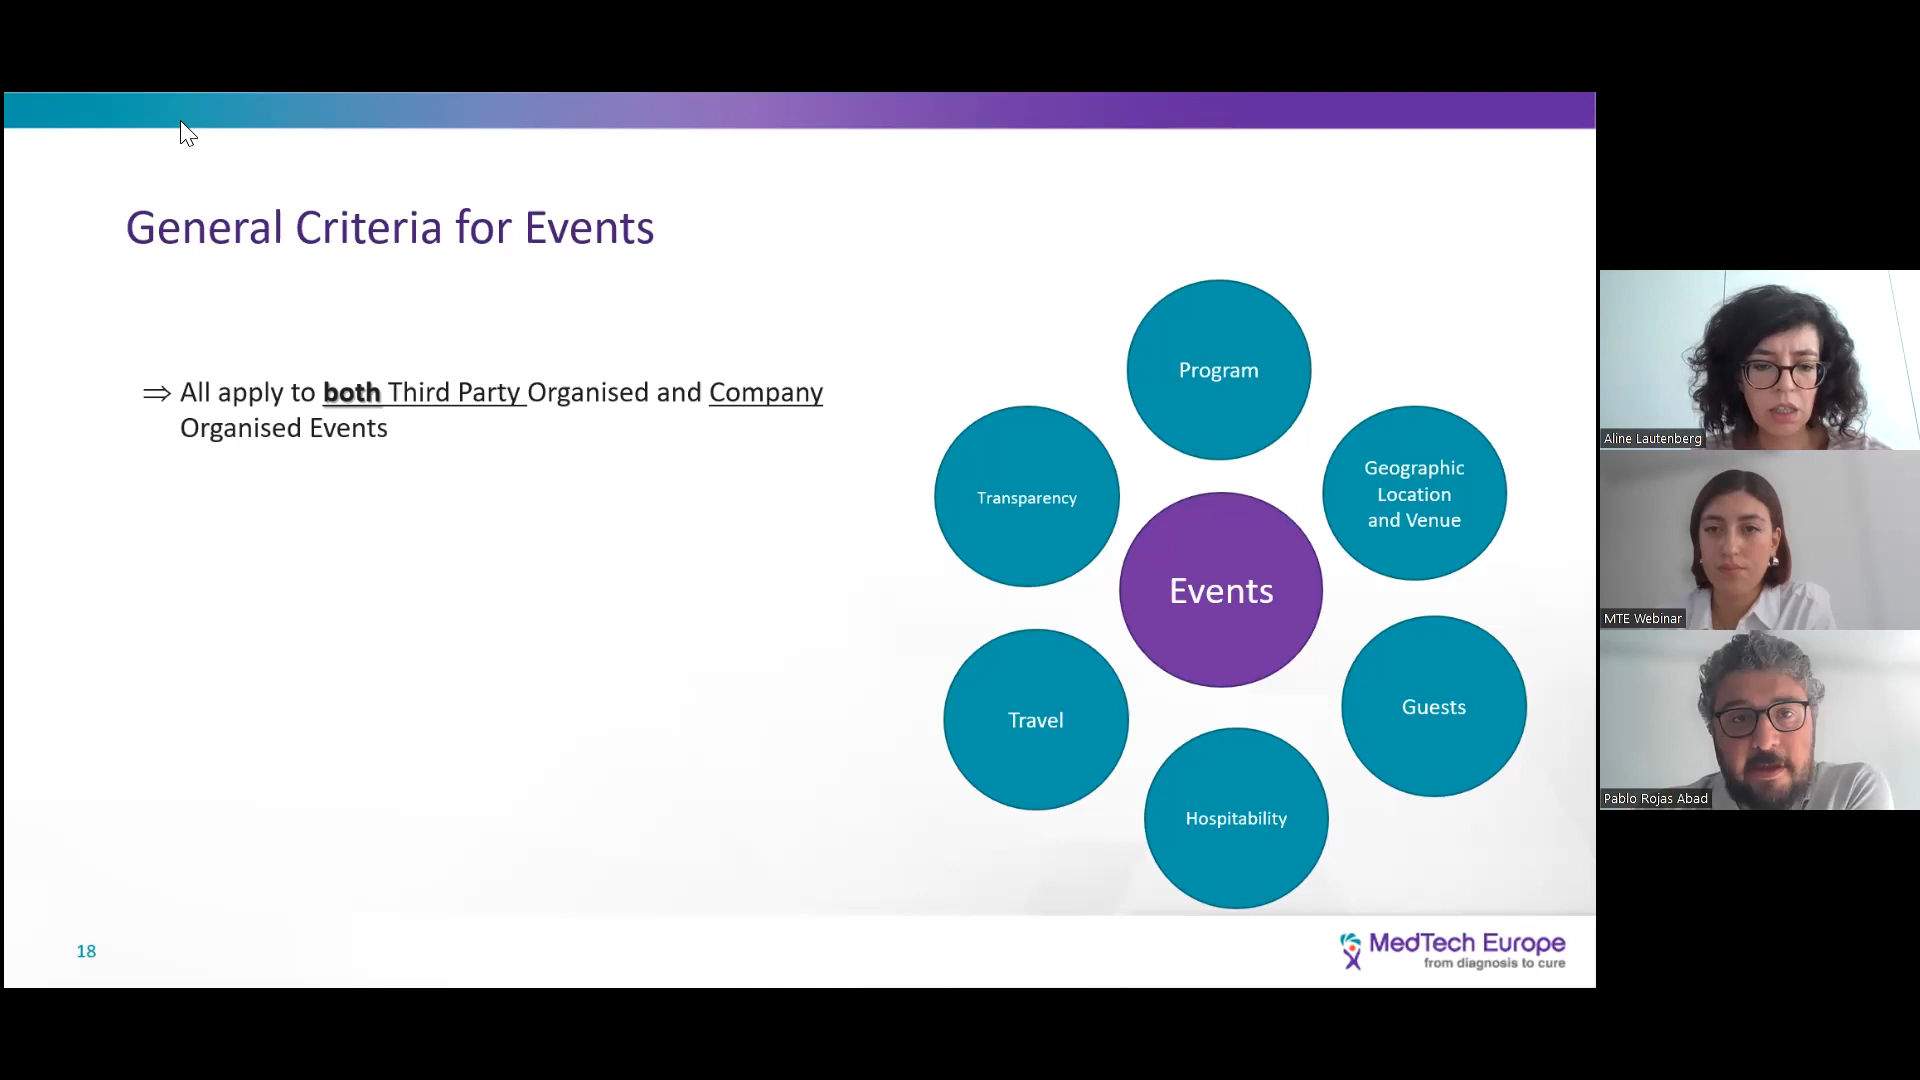 General Criteria for Events
⇒ All apply to both Third Party Organised and Company
Organised Events
Program
Geographic
Location
and Venue
Transparency
Events
Travel
Guests
Hospitability
18
MedTech Europe
from diagnosis to cure
Aline Lautenberg
MTE Webinar
Pablo Rojas Abad